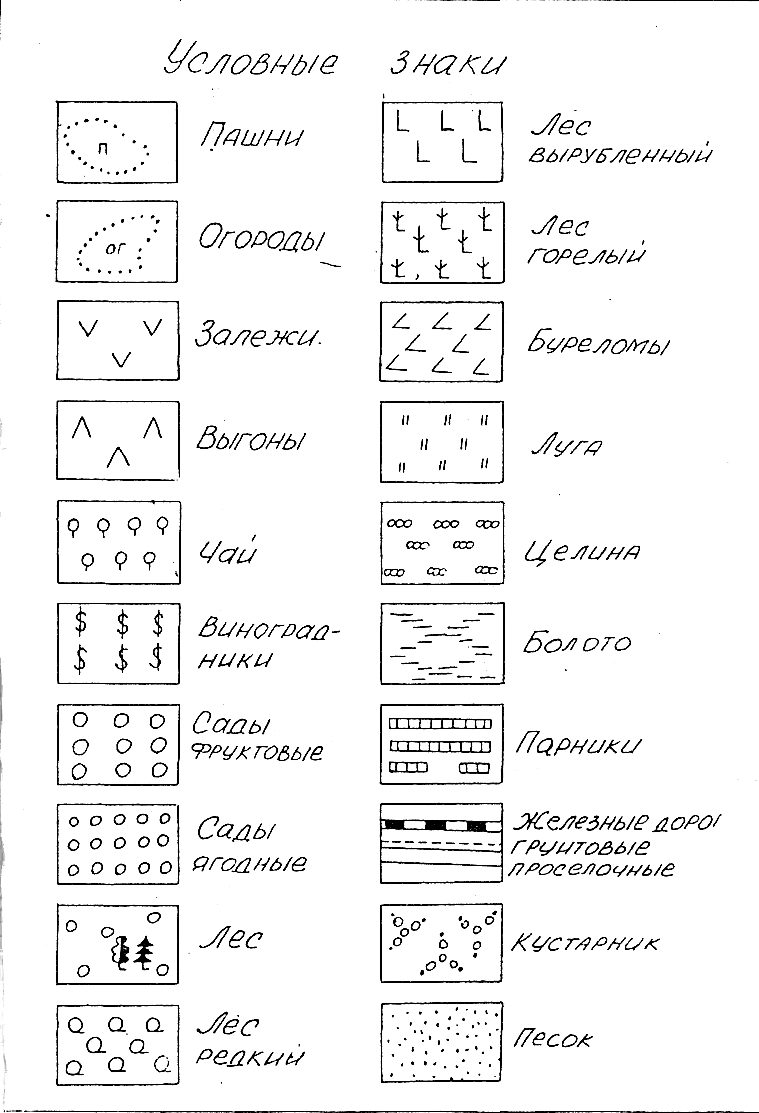 Условные знаки
п
Пашни
ог
Огороды
Залежи.
Выгоны
Чай
Виноград-
ники
Сады
фруктовые
Сады
ягодные
Лес
Лес
редкий
Лес
вырубленный
Лес
горелый
Буреломы
Луга
Целина
Болото
Парники
Железные дорог
грунтовые
проселочные
Кустарник
Песок